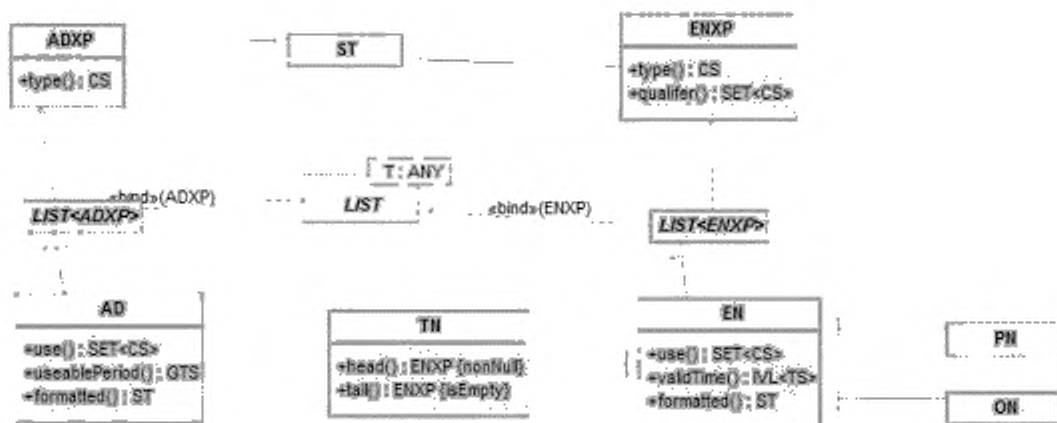 ADXP
+type() : CS
ST
ENXP
+type() : CS
+qualifer() : SET<CS>
T : ANY
LIST
«bind»(ADXP)
LIST<ADXP>
«bind»(ENXP)
LIST<ENXP>
AD
+use() : SET<CS>
+useablePeriod() : GTS
+formatted() : ST
TN
+head() : ENXP {nonNull}
+tail() : ENXP {isEmpty}
EN
+use() : SET<CS>
+validTime() : IVL<TS>
+formatted() : ST
PN
ON